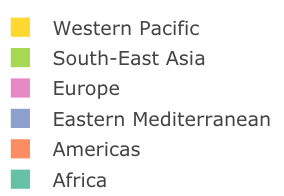 Western Pacific
South-East Asia
Europe
Eastern Mediterranean
Americas
Africa